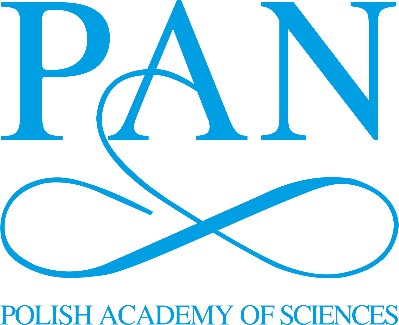 PAN
POLISH ACADEMY OF SCIENCES